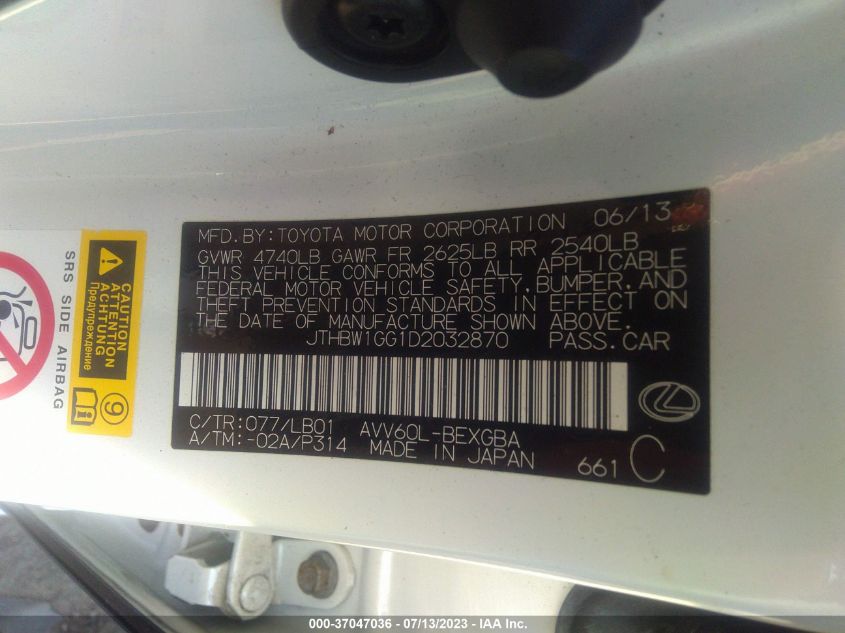 MFD. BY: TOYOTA MOTOR CORPORATION 06/13
GVWR 4740LB GAWR FR 2625LB RR 2540LB
THIS VEHICLE CONFORMS TO ALL APPLICABLE
FEDERAL MOTOR VEHICLE SAFETY, BUMPER, AND
THEFT PREVENTION STANDARDS IN EFFECT ON
THE DATE OF MANUFACTURE SHOWN ABOVE.
JTHBW1GG1D2032870 PASS. CAR
C/TR: 077/LB01 AVV60L-BEXGBA
A/TM: -02A/P314 MADE IN JAPAN
661 C
SRS SIDE AIRBAG
CAUTION
ATTENTION
ACHTUNG
Предупреждение
9
000-37047036 - 07/13/2023 - IAA Inc.